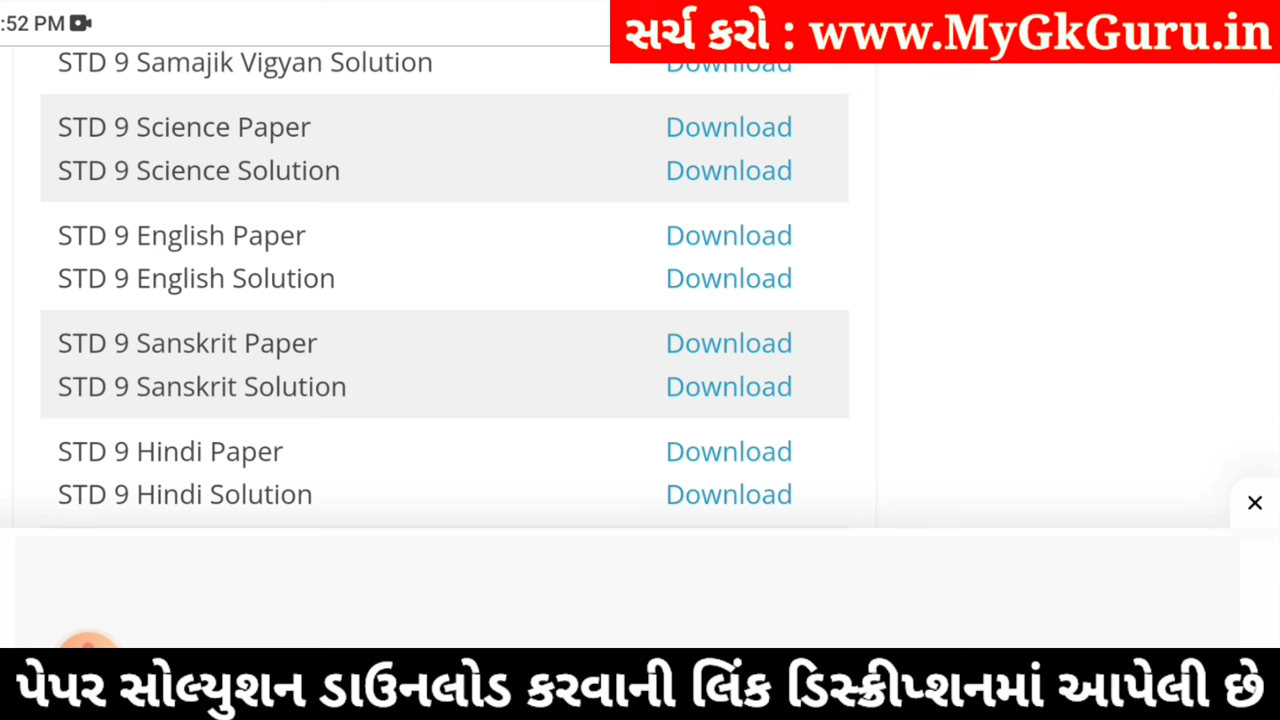 :52 PM
સર્ચ કરો : www.MyGkGuru.in
STD 9 Samajik Vigyan Solution Download
STD 9 Science Paper Download
STD 9 Science Solution Download
STD 9 English Paper Download
STD 9 English Solution Download
STD 9 Sanskrit Paper Download
STD 9 Sanskrit Solution Download
STD 9 Hindi Paper Download
STD 9 Hindi Solution Download
પેપર સોલ્યુશન ડાઉનલોડ કરવાની લિંક ડિસ્ક્રીપ્શનમાં આપેલી છે